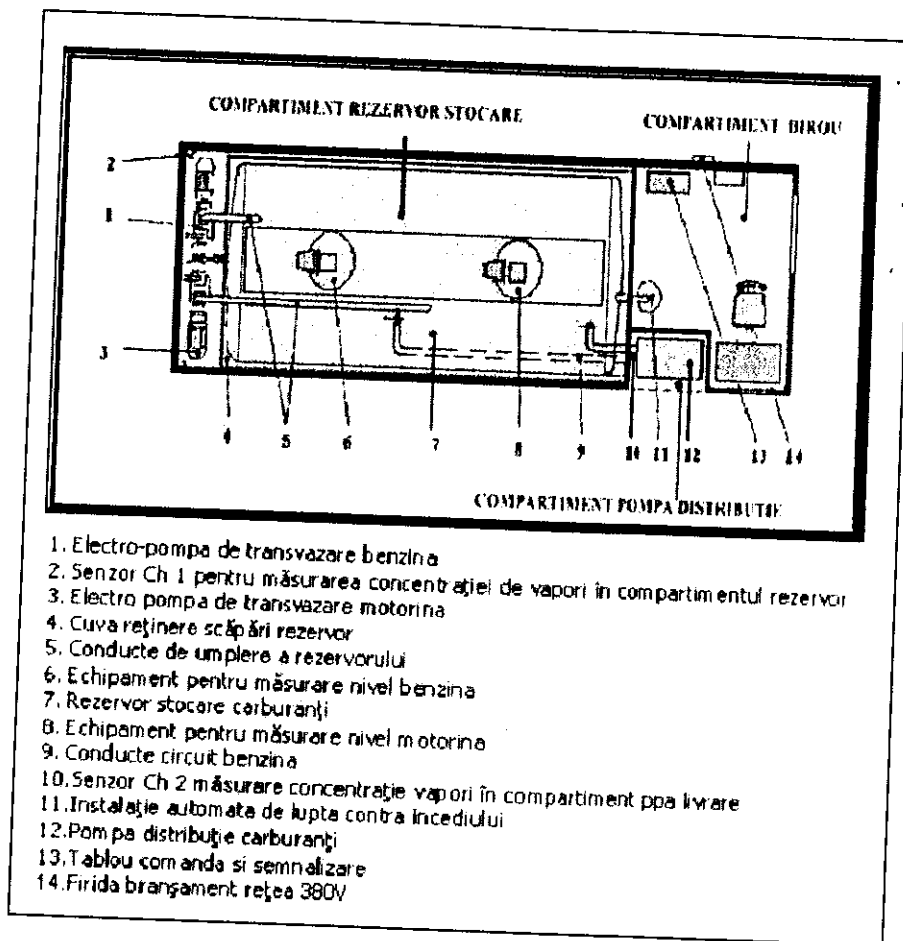 COMPARTIMENT REZERVOR STOCARE
COMPARTIMENT BIROU
2
1
3
4 5 6 7 8 9 10 11 12 13 14
COMPARTIMENT POMPA DISTRIBUTIE
1. Electro-pompa de transvazare benzina
2. Senzor Ch 1 pentru măsurarea concentraţiei de vapori în compartimentul rezervor
3. Electro pompa de transvazare motorina
4. Cuva reţinere scăpări rezervor
5. Conducte de umplere a rezervorului
6. Echipament pentru măsurare nivel benzina
7. Rezervor stocare carburanţi
8. Echipament pentru măsurare nivel motorina
9. Conducte circuit benzina
10.Senzor Ch 2 măsurare concentraţie vapori în compartiment ppa livrare
11.Instalaţie automata de lupta contra incediului
12.Pompa distribuţie carburanţi
13.Tablou comanda si semnalizare
14.Firida branşament reţea 380V